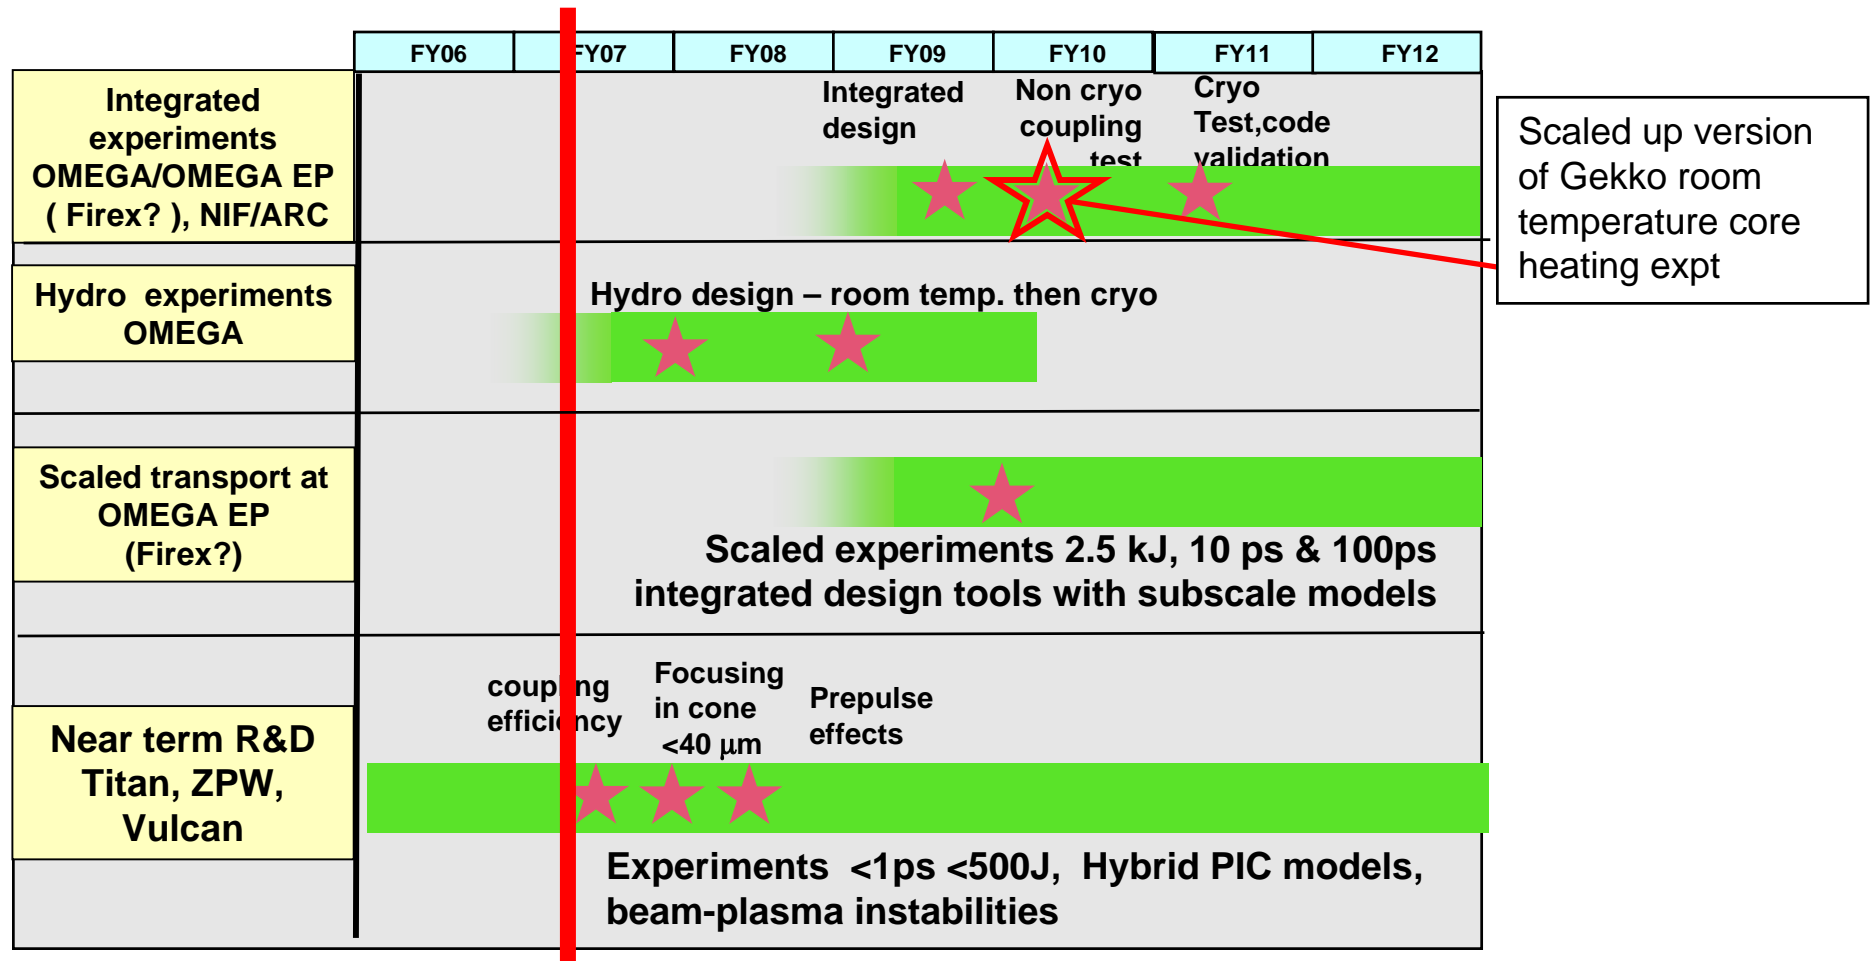 FY06 FY07 FY08 FY09 FY10 FY11 FY12
Integrated
experiments
OMEGA/OMEGA EP
( Firex? ), NIF/ARC
Integrated
design
Non cryo
coupling
test
Cryo
Test,code
validation
Scaled up version
of Gekko room
temperature core
heating expt
Hydro experiments
OMEGA
Hydro design – room temp. then cryo
Scaled transport at
OMEGA EP
(Firex?)
Scaled experiments 2.5 kJ, 10 ps & 100ps
integrated design tools with subscale models
Near term R&D
Titan, ZPW,
Vulcan
coupling
efficiency
Focusing
in cone
<40 μm
Prepulse
effects
Experiments <1ps <500J, Hybrid PIC models,
beam-plasma instabilities